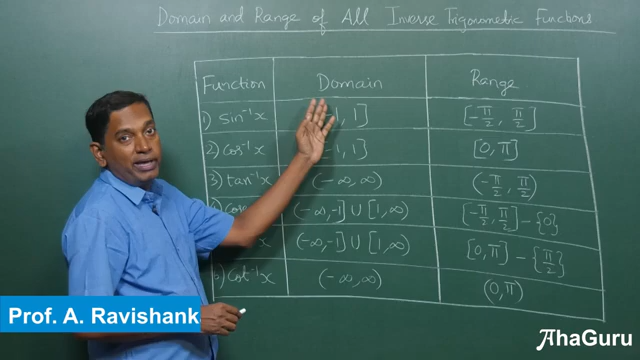 Domain and Range of All Inverse Trigonometric Functions
Function Domain Range
1) sin⁻¹x 1, 1] [-π/2, π/2]
2) cos⁻¹x -1, 1] [0, π]
3) tan⁻¹x (-∞, ∞) (-π/2, π/2)
(-∞, -1] ∪ [1, ∞) [-π/2, π/2] - {0}
x (-∞, -1] ∪ [1, ∞) [0, π] - {π/2}
) cot⁻¹x (-∞, ∞) (0, π)
Prof. A. Ravishank
AhaGuru